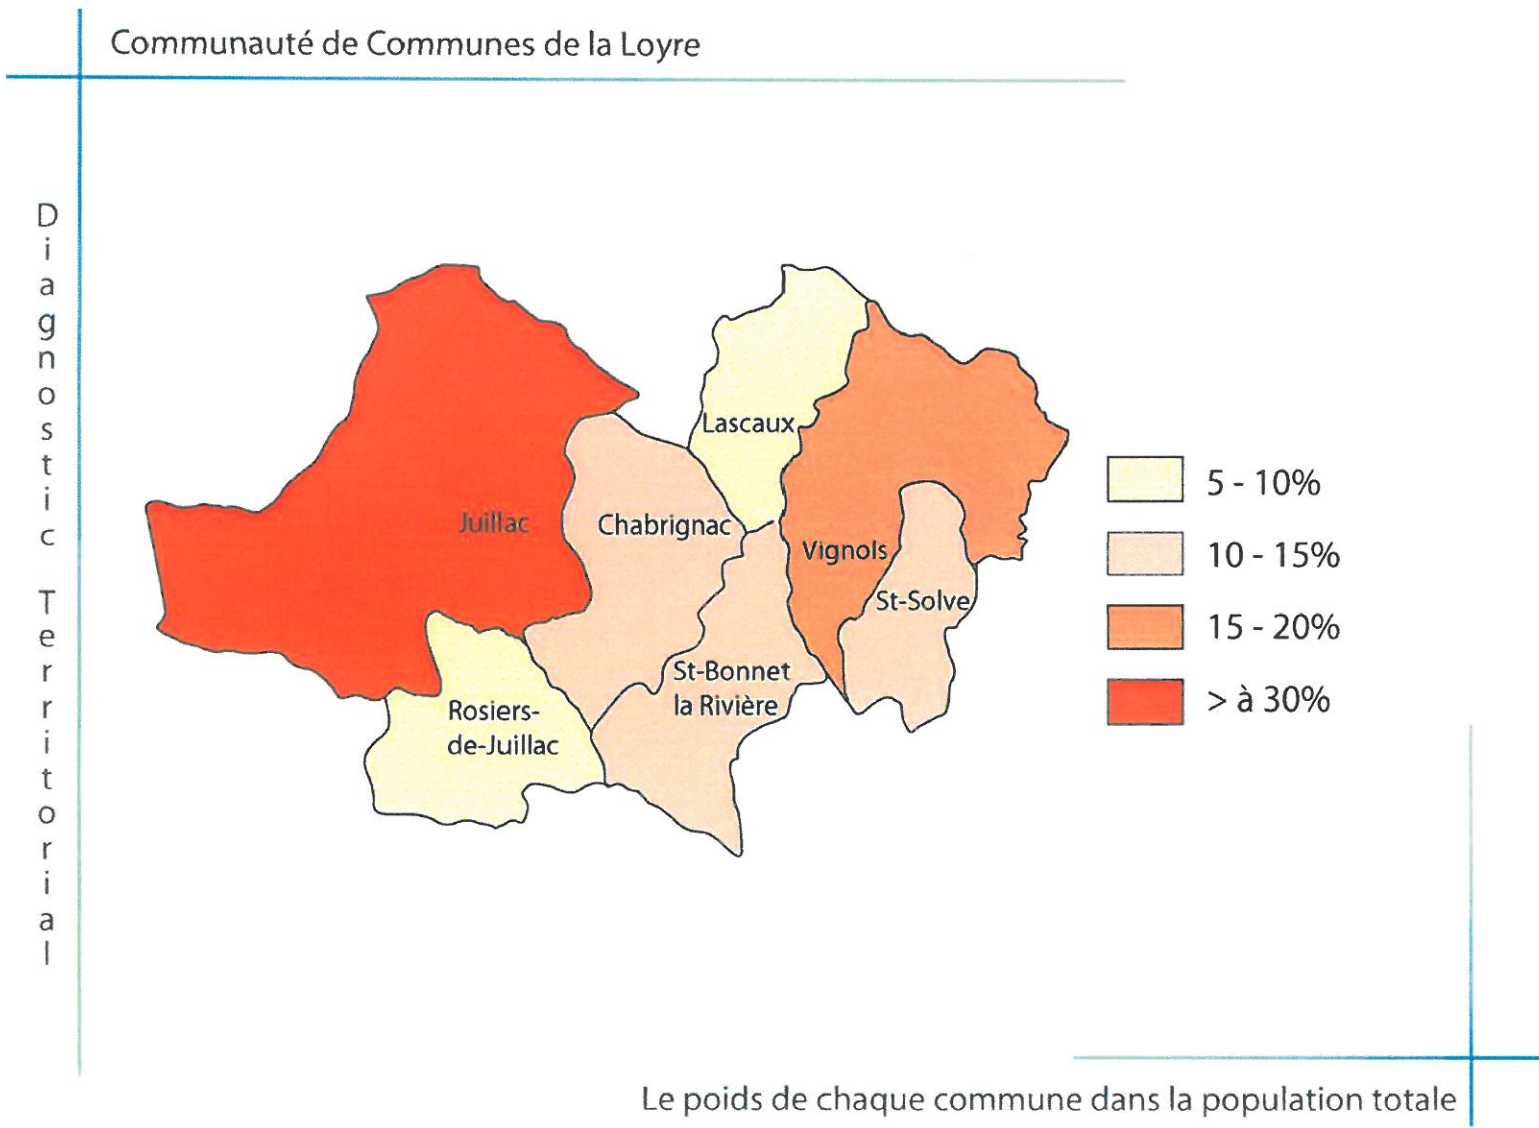 Communauté de Communes de la Loyre
Diagnostic Territorial
Lascaux
Juillac
Chabrignac
Vignols
St-Solve
St-Bonnet
la Rivière
Rosiers-
de-Juillac
5 - 10%
10 - 15%
15 - 20%
> à 30%
Le poids de chaque commune dans la population totale